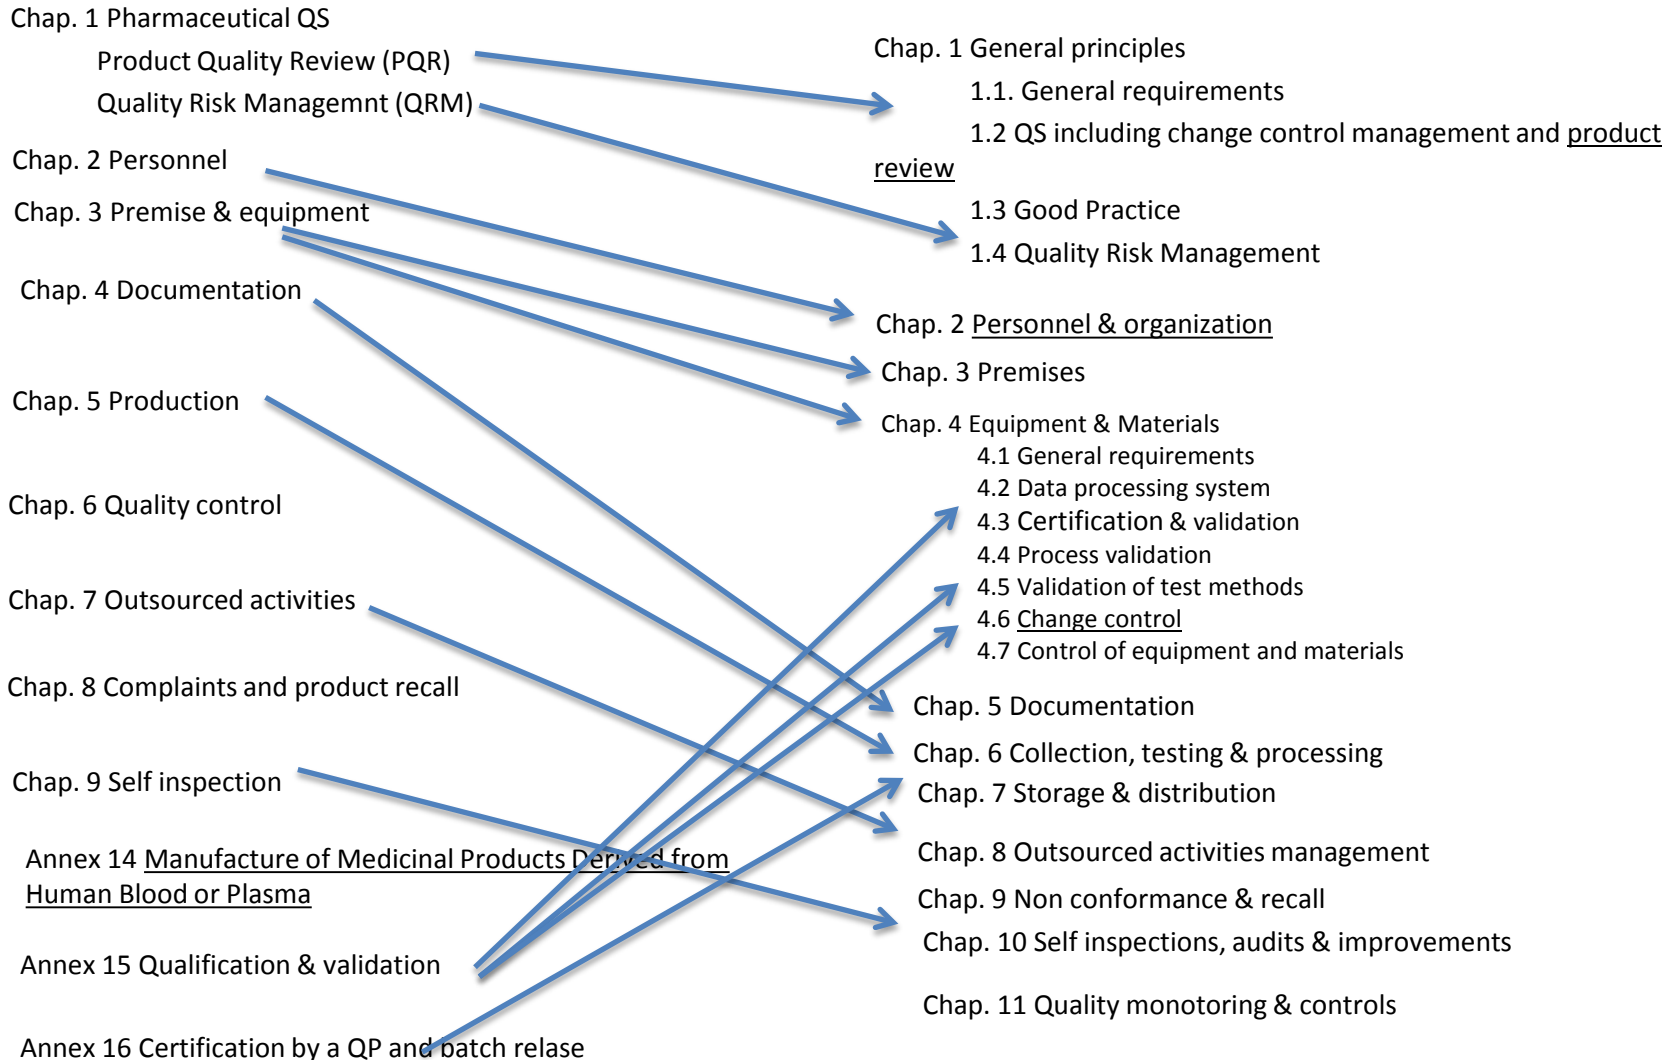 Chap. 1 Pharmaceutical QS
Product Quality Review (PQR)
Quality Risk Managemnt (QRM)
Chap. 2 Personnel
Chap. 3 Premise & equipment
Chap. 4 Documentation
Chap. 5 Production
Chap. 6 Quality control
Chap. 7 Outsourced activities
Chap. 8 Complaints and product recall
Chap. 9 Self inspection
Annex 14 Manufacture of Medicinal Products Derived from
Human Blood or Plasma
Annex 15 Qualification & validation
Annex 16 Certification by a QP and batch relase
Chap. 1 General principles
1.1. General requirements
1.2 QS including change control management and product
review
1.3 Good Practice
1.4 Quality Risk Management
Chap. 2 Personnel & organization
Chap. 3 Premises
Chap. 4 Equipment & Materials
4.1 General requirements
4.2 Data processing system
4.3 Certification & validation
4.4 Process validation
4.5 Validation of test methods
4.6 Change control
4.7 Control of equipment and materials
Chap. 5 Documentation
Chap. 6 Collection, testing & processing
Chap. 7 Storage & distribution
Chap. 8 Outsourced activities management
Chap. 9 Non conformance & recall
Chap. 10 Self inspections, audits & improvements
Chap. 11 Quality monotoring & controls